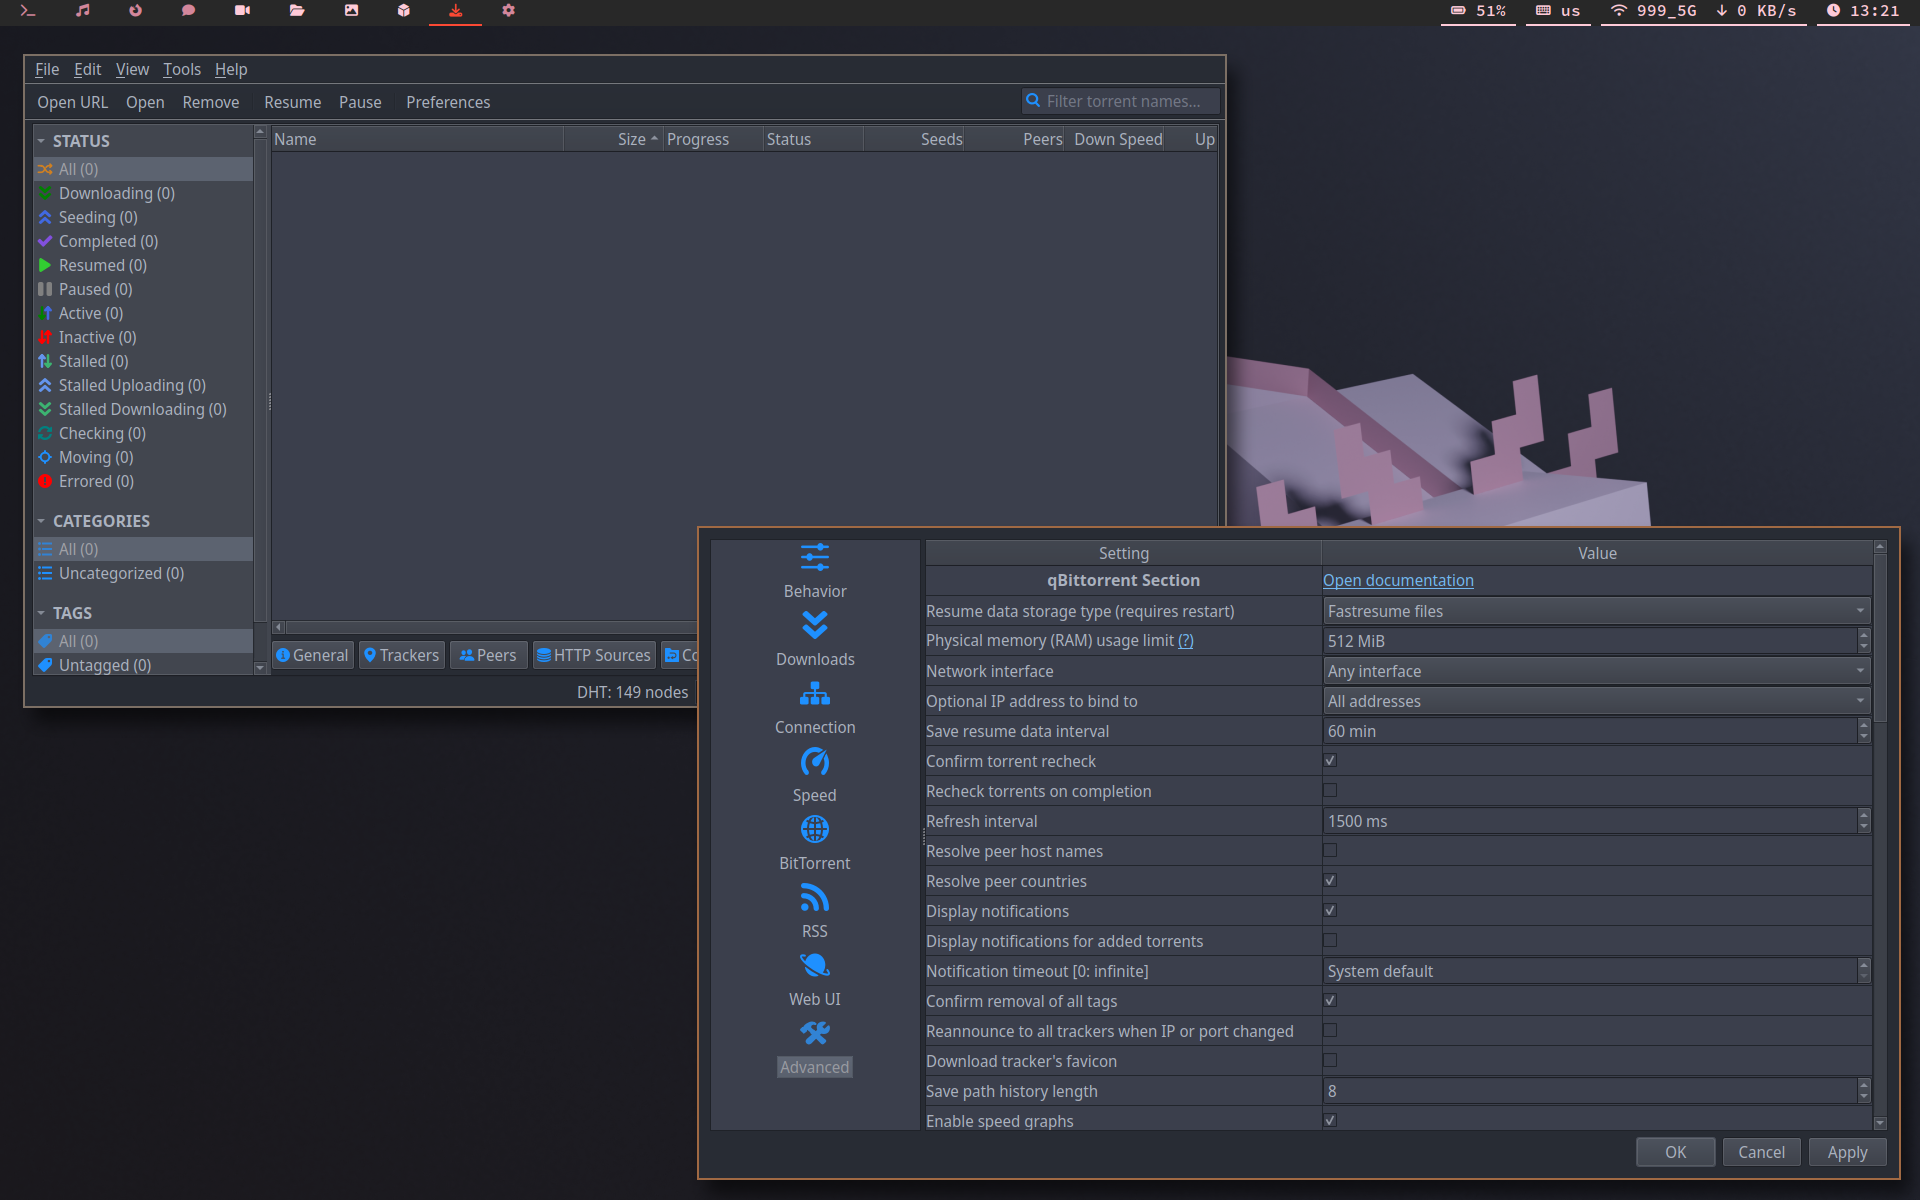 51% us 999_5G 0 KB/s 13:21
File Edit View Tools Help
Open URL Open Remove Resume Pause Preferences Filter torrent names...
STATUS
All (0)
Downloading (0)
Seeding (0)
Completed (0)
Resumed (0)
Paused (0)
Active (0)
Inactive (0)
Stalled (0)
Stalled Uploading (0)
Stalled Downloading (0)
Checking (0)
Moving (0)
Errored (0)
CATEGORIES
All (0)
Uncategorized (0)
TAGS
All (0)
Untagged (0)
Name Size Progress Status Seeds Peers Down Speed Up
General Trackers Peers HTTP Sources Co
DHT: 149 nodes
Behavior
Downloads
Connection
Speed
BitTorrent
RSS
Web UI
Advanced
Setting Value
qBittorrent Section Open documentation
Resume data storage type (requires restart) Fastresume files
Physical memory (RAM) usage limit (?) 512 MiB
Network interface Any interface
Optional IP address to bind to All addresses
Save resume data interval 60 min
Confirm torrent recheck
Recheck torrents on completion
Refresh interval 1500 ms
Resolve peer host names
Resolve peer countries
Display notifications
Display notifications for added torrents
Notification timeout [0: infinite] System default
Confirm removal of all tags
Reannounce to all trackers when IP or port changed
Download tracker's favicon
Save path history length 8
Enable speed graphs
OK Cancel Apply